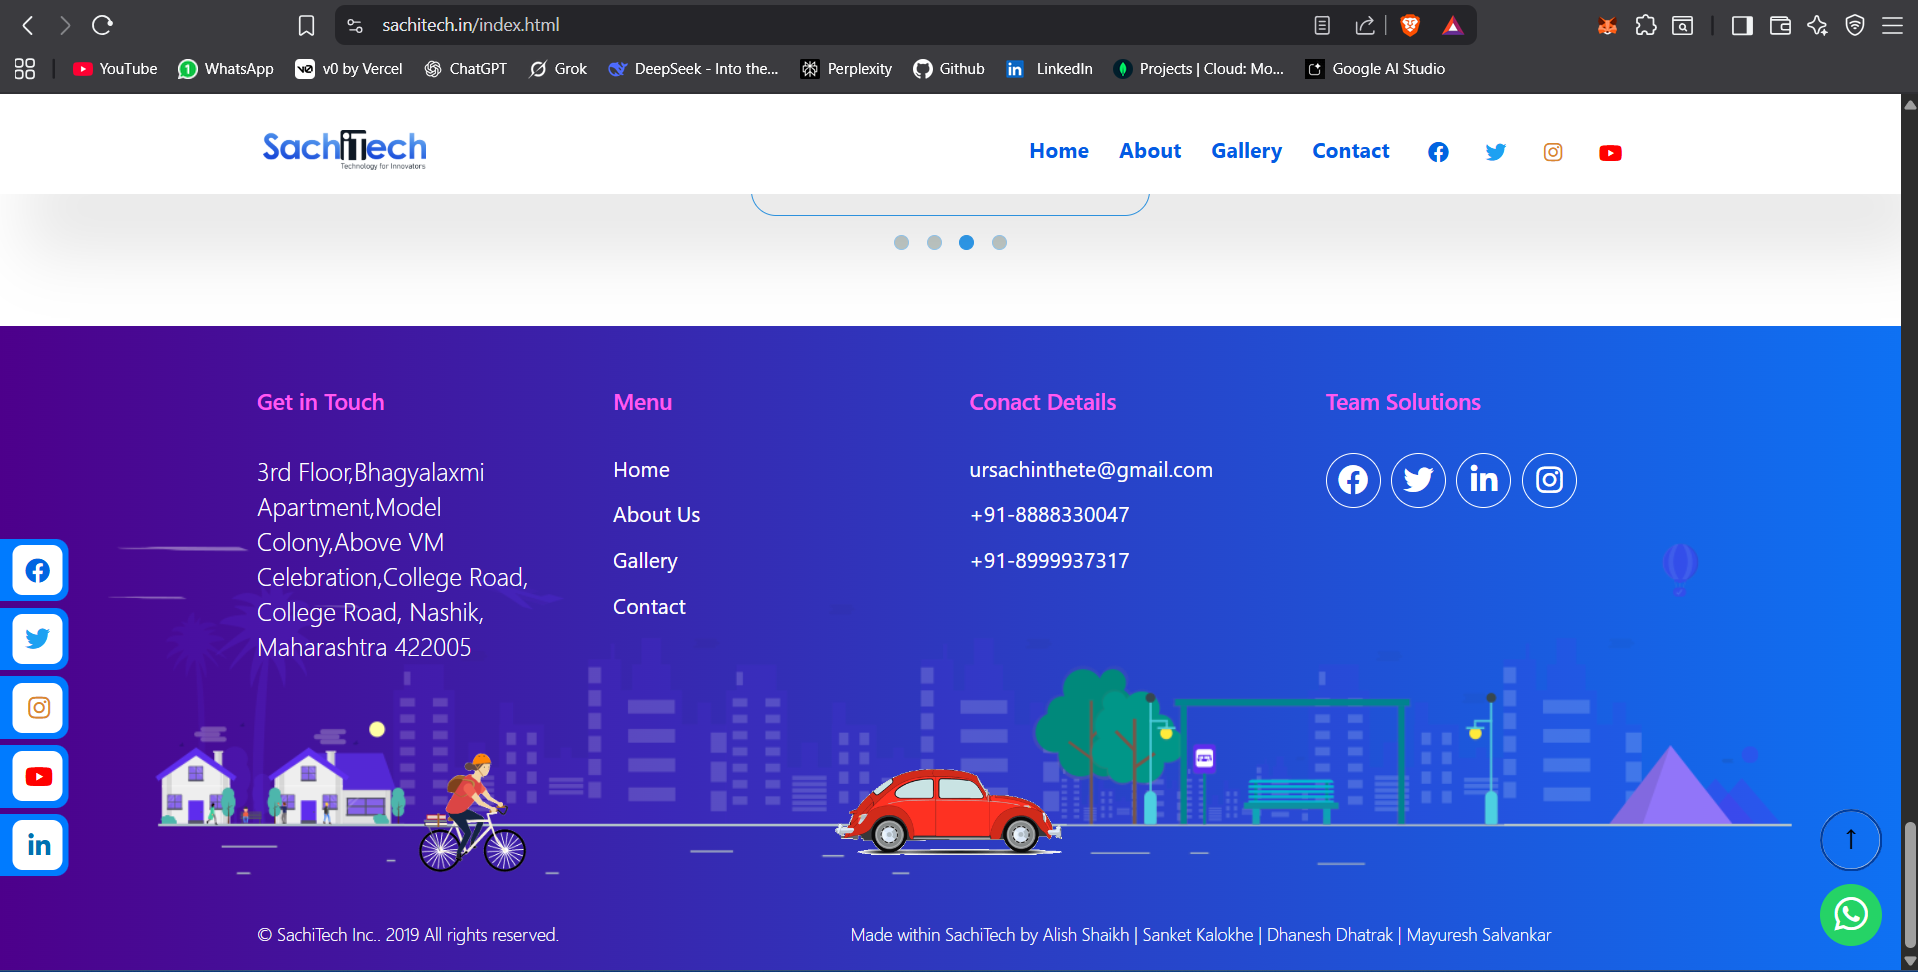 sachitech.in/index.html
YouTube
WhatsApp
v0 by Vercel
ChatGPT
Grok
DeepSeek - Into the...
Perplexity
Github
LinkedIn
Projects | Cloud: Mo...
Google AI Studio
SachiTech
Technology for Innovators
Home
About
Gallery
Contact
Get in Touch
3rd Floor,Bhagyalaxmi
Apartment,Model
Colony,Above VM
Celebration,College Road,
College Road, Nashik,
Maharashtra 422005
Menu
Home
About Us
Gallery
Contact
Conact Details
ursachinthete@gmail.com
+91-8888330047
+91-8999937317
Team Solutions
© SachiTech Inc.. 2019 All rights reserved.
Made within SachiTech by Alish Shaikh | Sanket Kalokhe | Dhanesh Dhatrak | Mayuresh Salvankar